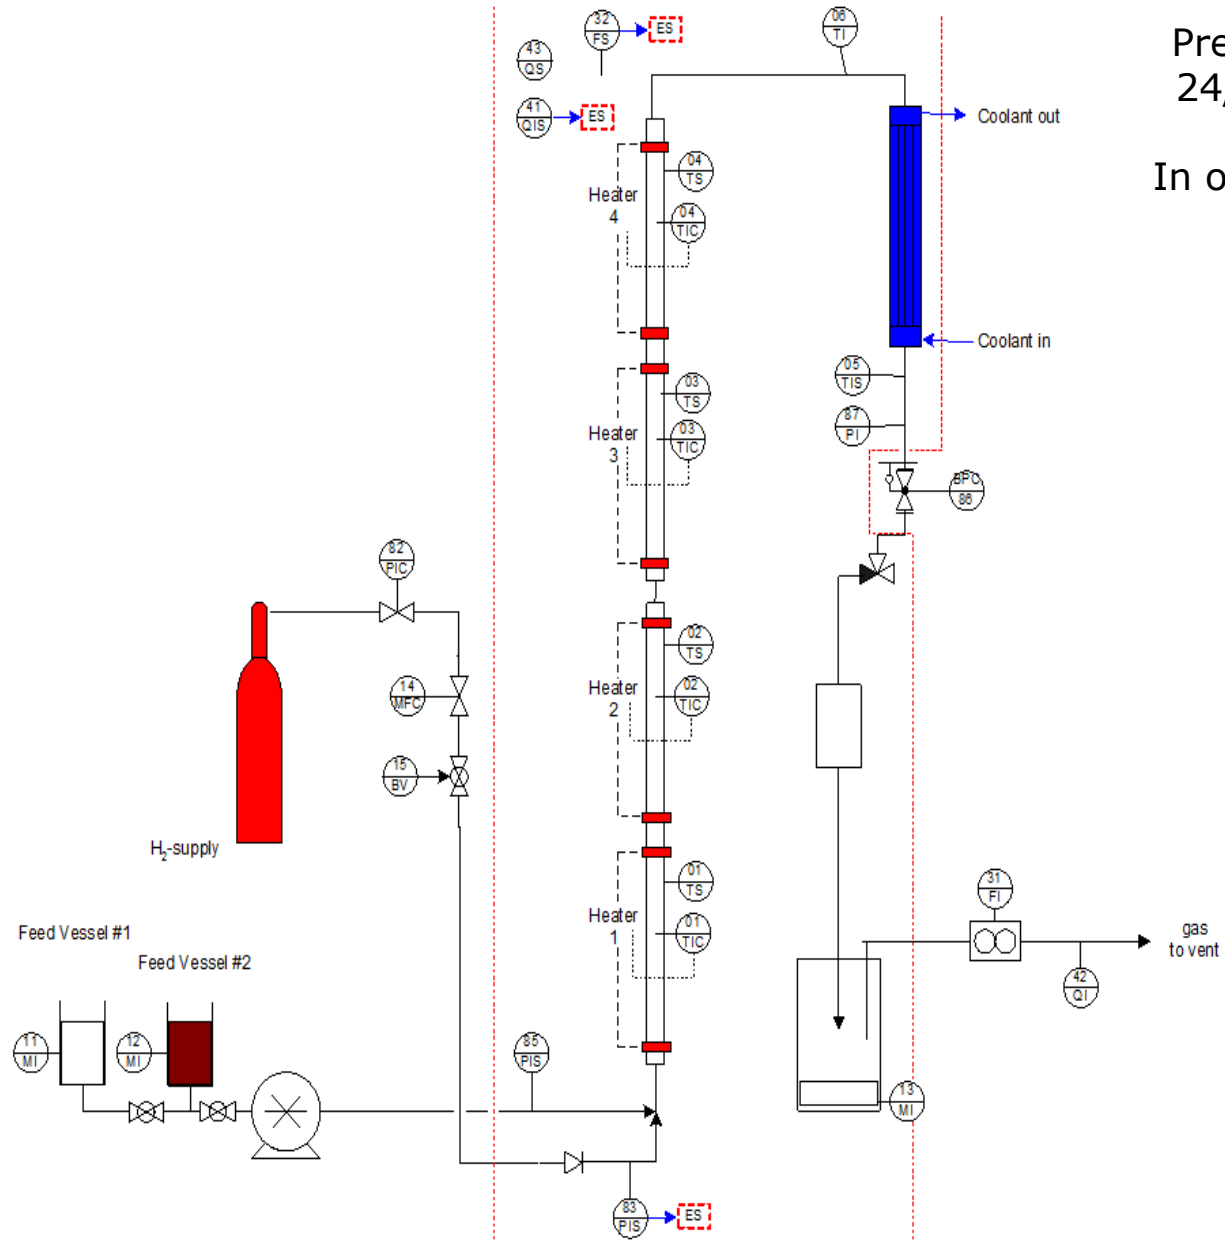 32
FS
ES
06
TI
Pre
24,
43
QS
41
QIS
ES
Coolant out
In o
04
TS
Heater
4
04
TIC
Coolant in
05
TIS
03
TS
87
PI
03
TIC
Heater
3
BPC
86
82
PIC
02
TS
Heater
2
02
TIC
14
MFC
15
BV
H2-supply
01
TS
31
FI
Heater
1
01
TIC
gas
to vent
Feed Vessel #1
Feed Vessel #2
42
QI
11
MI
12
MI
85
PIS
13
MI
83
PIS
ES